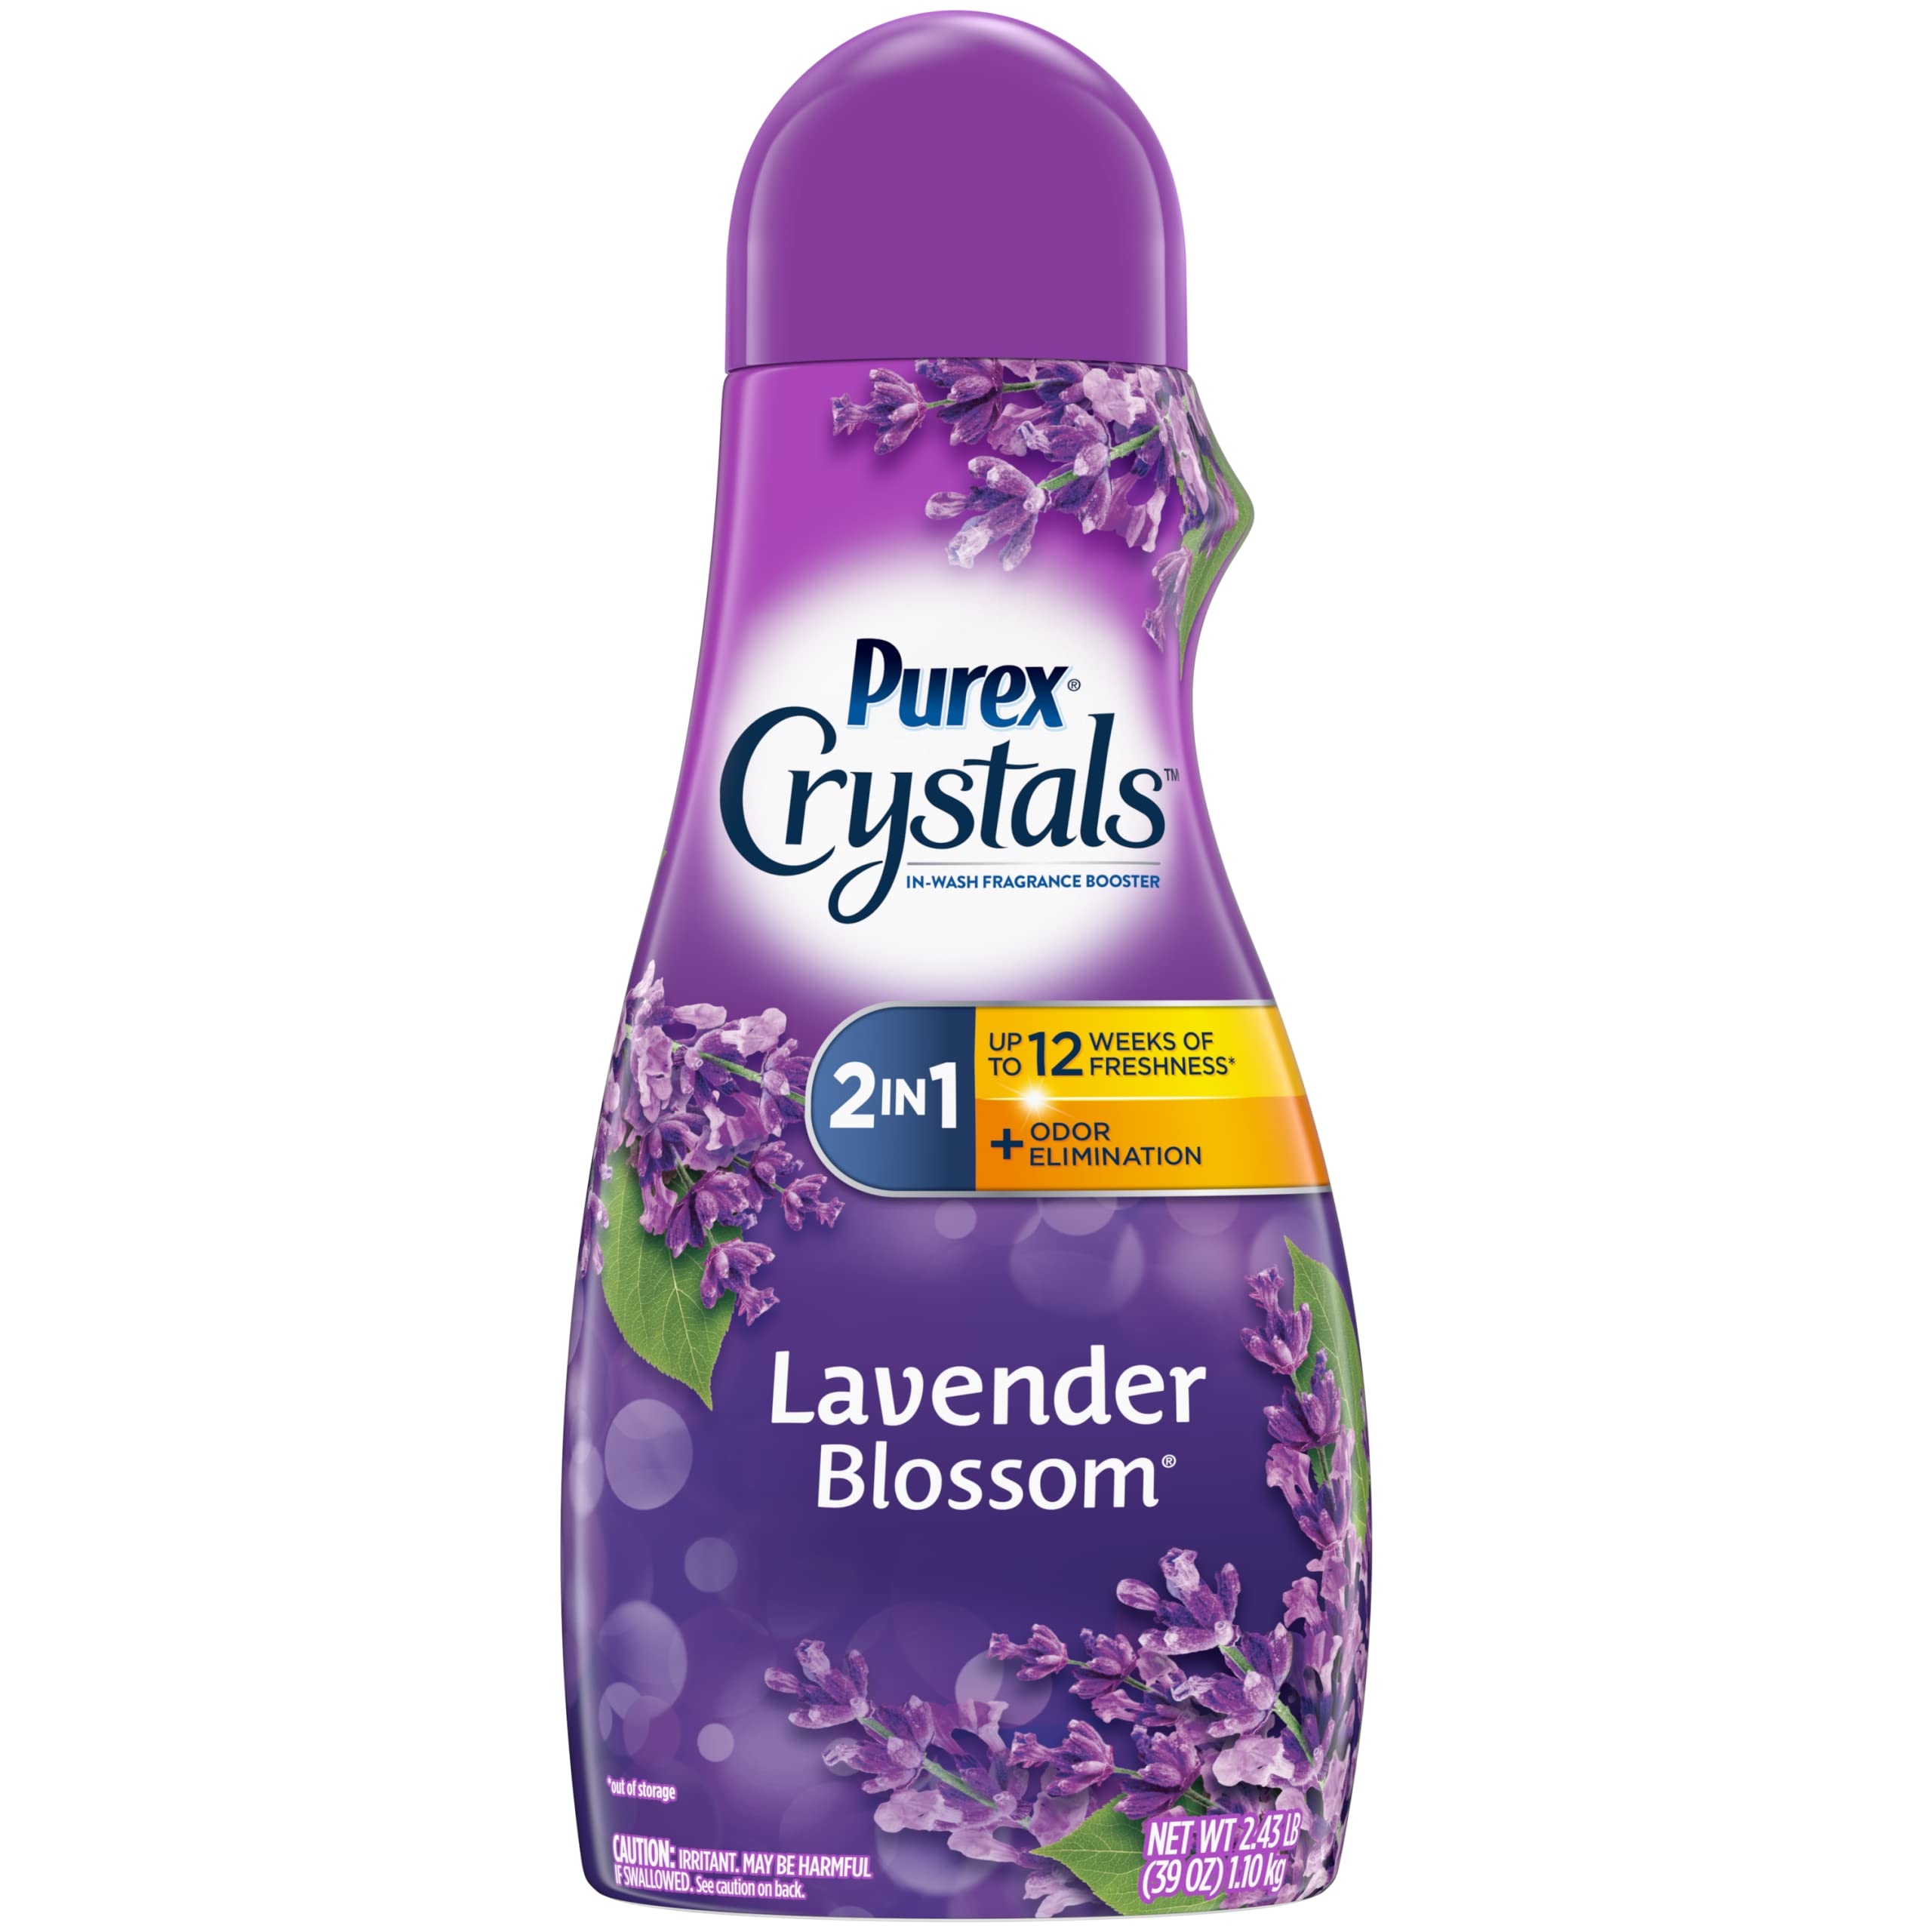 Purex®
Crystals™
IN-WASH FRAGRANCE BOOSTER
2IN1
UP TO 12 WEEKS OF FRESHNESS*
+ ODOR
ELIMINATION
Lavender
Blossom®
*out of storage
CAUTION: IRRITANT. MAY BE HARMFUL
IF SWALLOWED. See caution on back.
NET WT 2.43 LB
(39 OZ) 1.10 kg